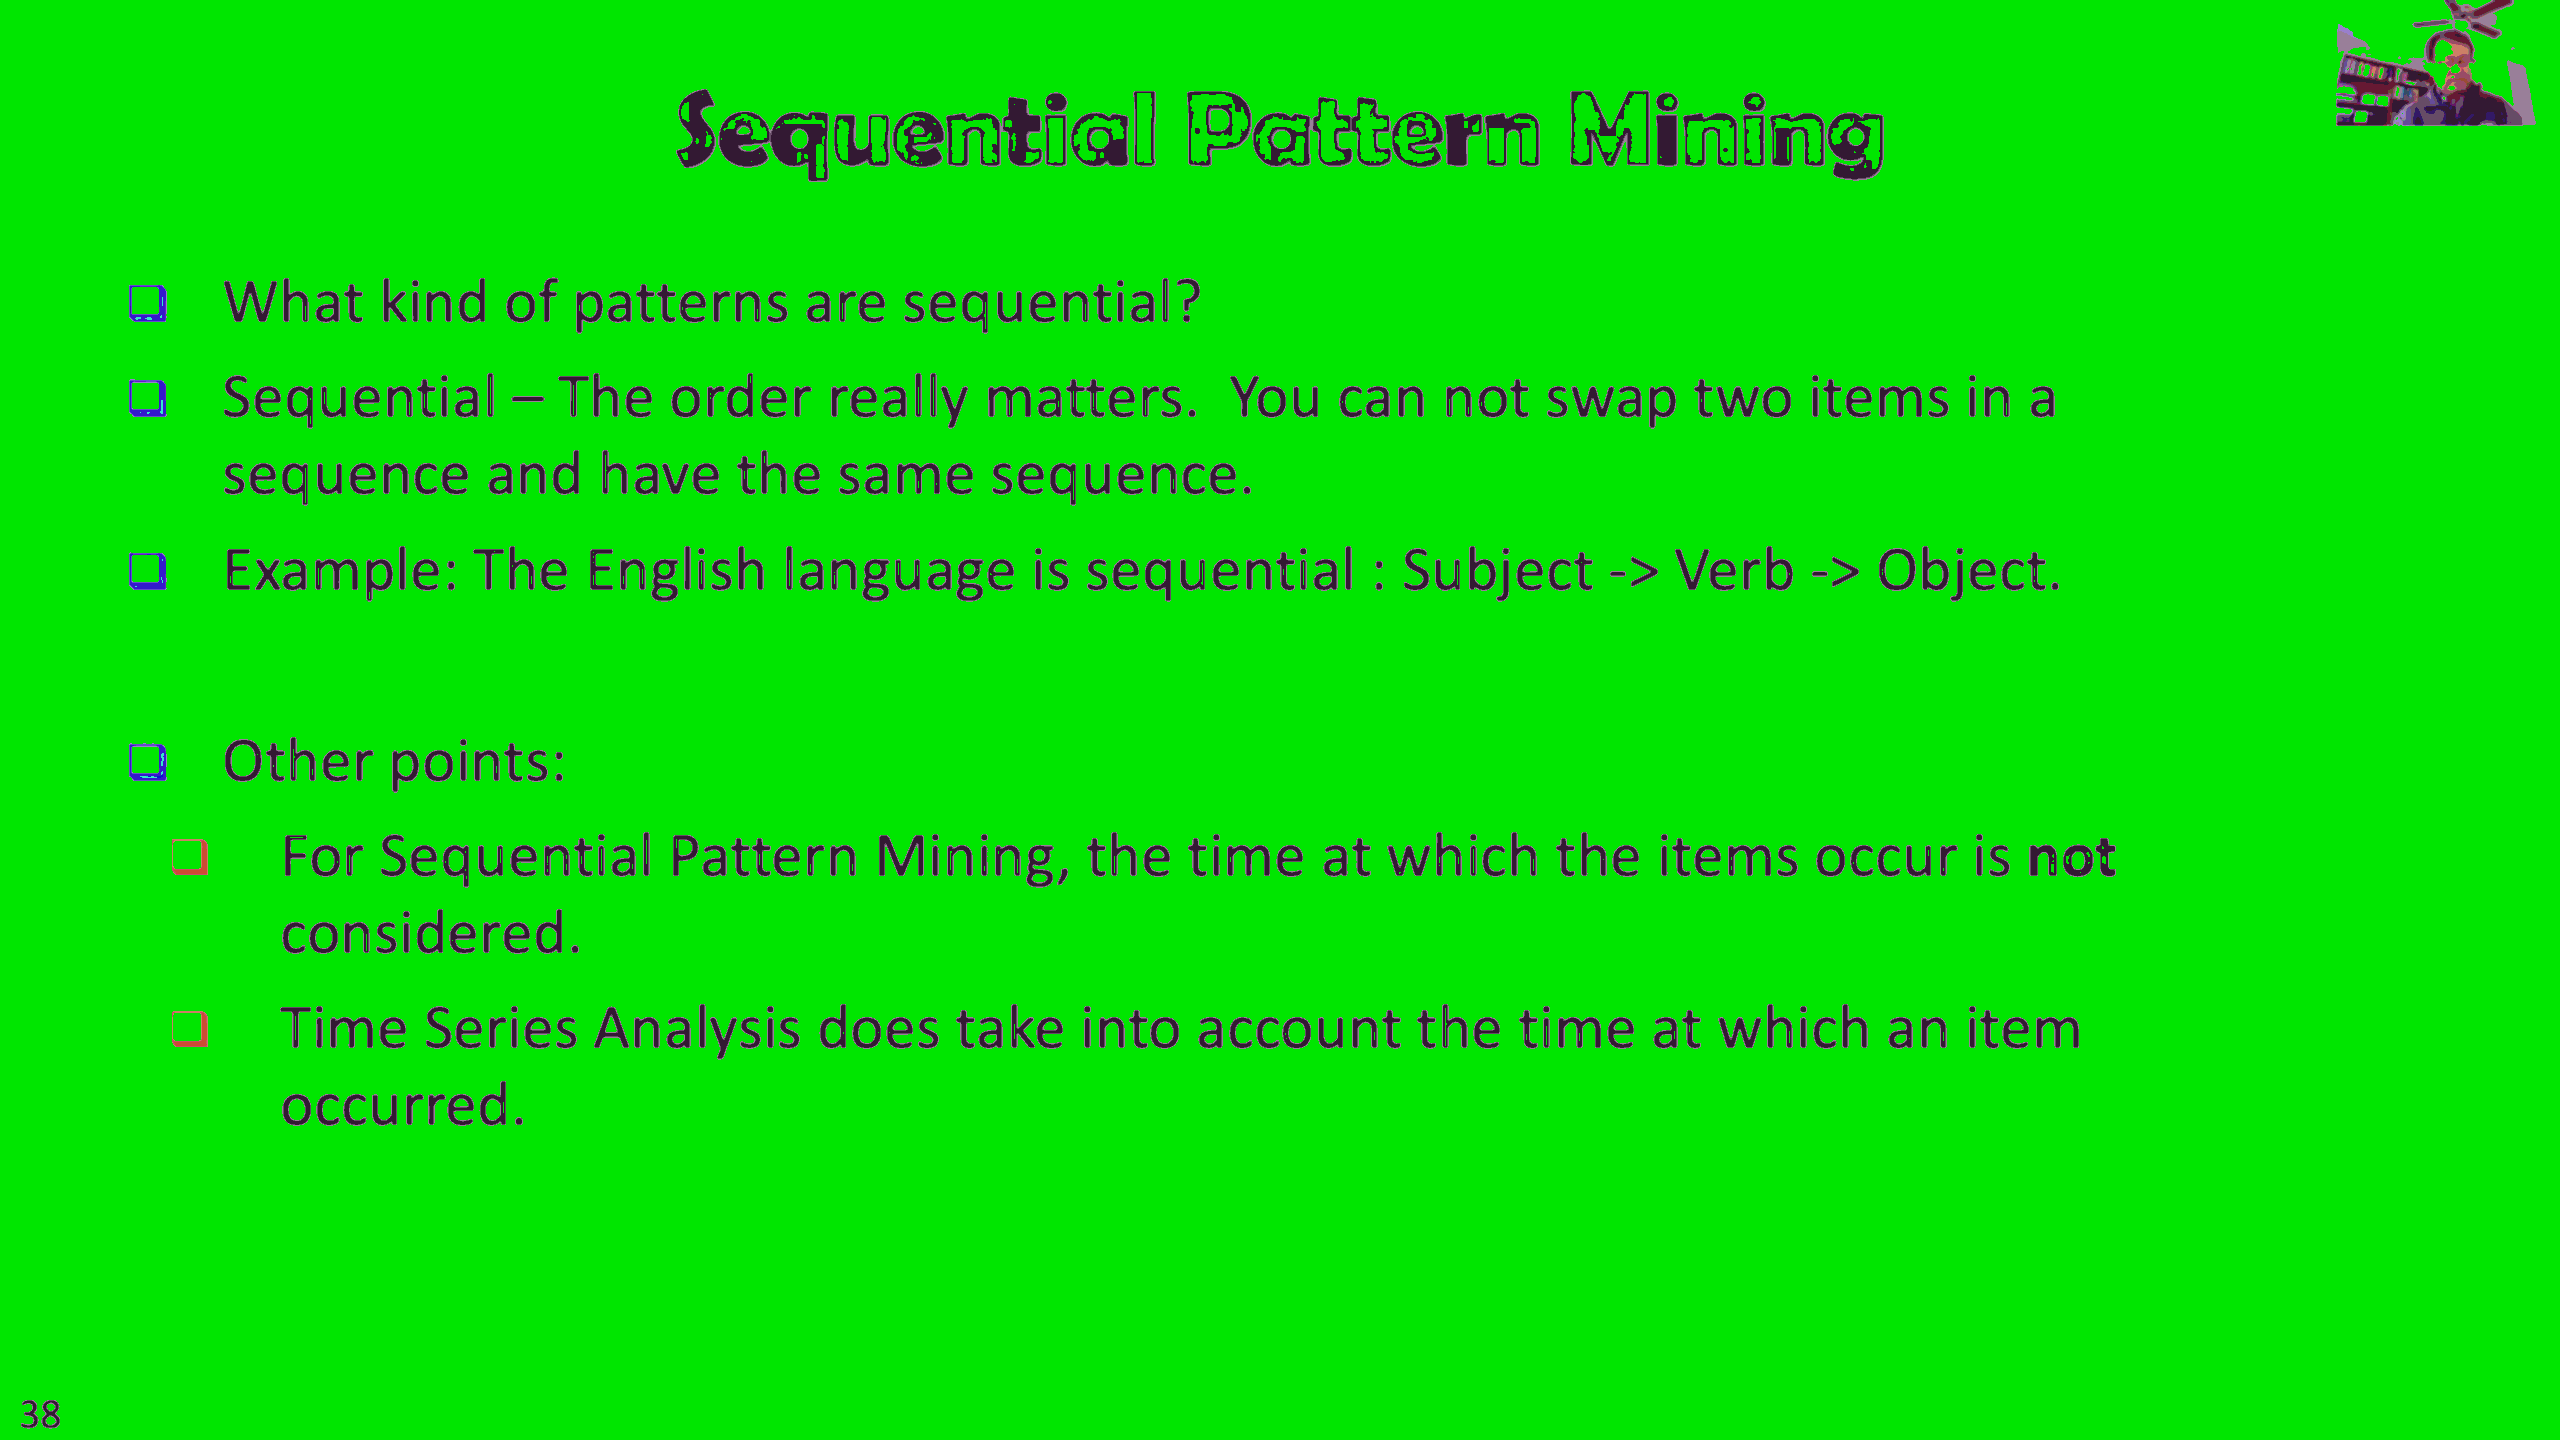 Sequential Pattern Mining
What kind of patterns are sequential?
Sequential – The order really matters.  You can not swap two items in a
sequence and have the same sequence.
Example: The English language is sequential : Subject -> Verb -> Object.
Other points:
For Sequential Pattern Mining, the time at which the items occur is not
considered.
Time Series Analysis does take into account the time at which an item
occurred.
38